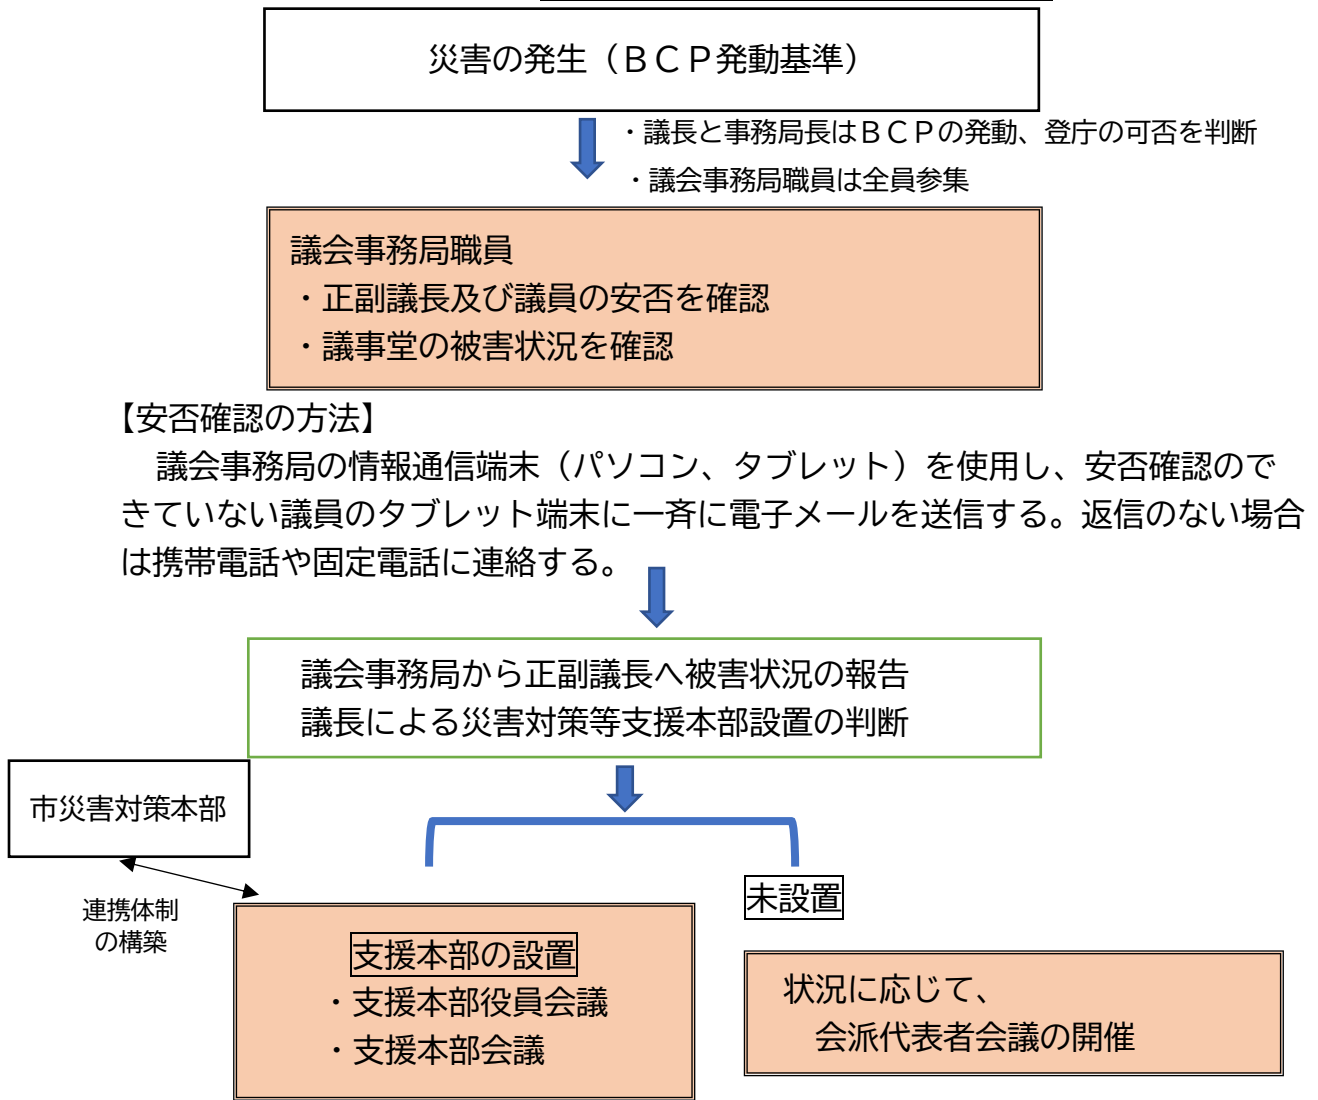 災害の発生（ＢＣＰ発動基準）
・議長と事務局長はＢＣＰの発動、登庁の可否を判断
・議会事務局職員は全員参集
議会事務局職員
・正副議長及び議員の安否を確認
・議事堂の被害状況を確認
【安否確認の方法】
議会事務局の情報通信端末（パソコン、タブレット）を使用し、安否確認ので
きていない議員のタブレット端末に一斉に電子メールを送信する。返信のない場合
は携帯電話や固定電話に連絡する。
議会事務局から正副議長へ被害状況の報告
議長による災害対策等支援本部設置の判断
市災害対策本部
連携体制
の構築
未設置
支援本部の設置
・支援本部役員会議
・支援本部会議
状況に応じて、
会派代表者会議の開催